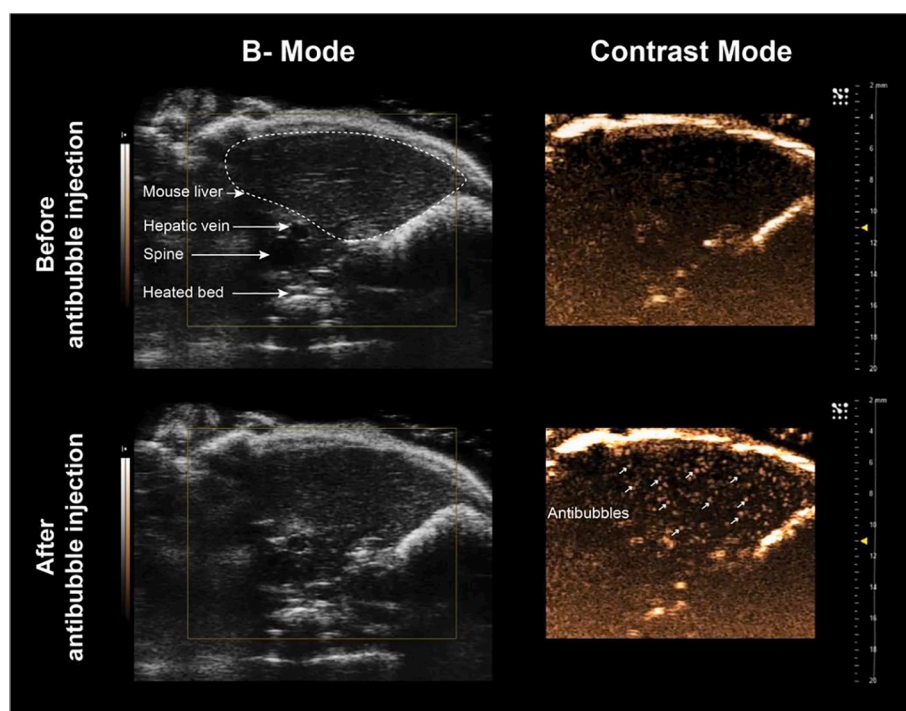 B- Mode
Contrast Mode
Before
antibubble injection
Mouse liver
Hepatic vein
Spine
Heated bed
2 mm
4
6
8
10
12
14
16
18
20
After
antibubble injection
Antibubbles
2 mm
4
6
8
10
12
14
16
18
20